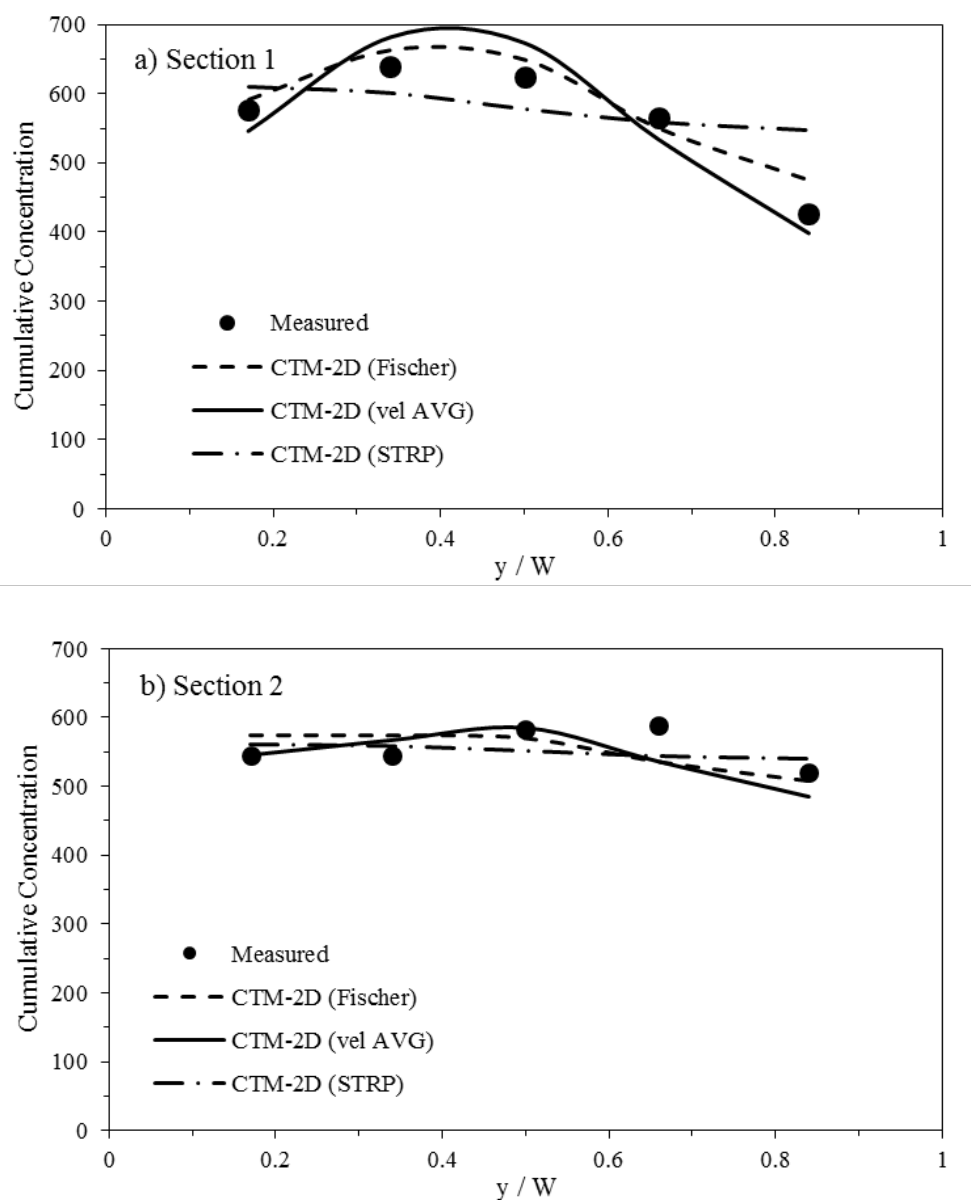 700
a) Section 1
600
500
400
Cumulative Concentration
300
Measured
CTM-2D (Fischer)
200
CTM-2D (vel AVG)
100
CTM-2D (STRP)
0
0 0.2 0.4 0.6 0.8 1
y / W
700
b) Section 2
600
500
400
Cumulative Concentration
300
Measured
200
CTM-2D (Fischer)
CTM-2D (vel AVG)
100
CTM-2D (STRP)
0
0 0.2 0.4 0.6 0.8 1
y / W